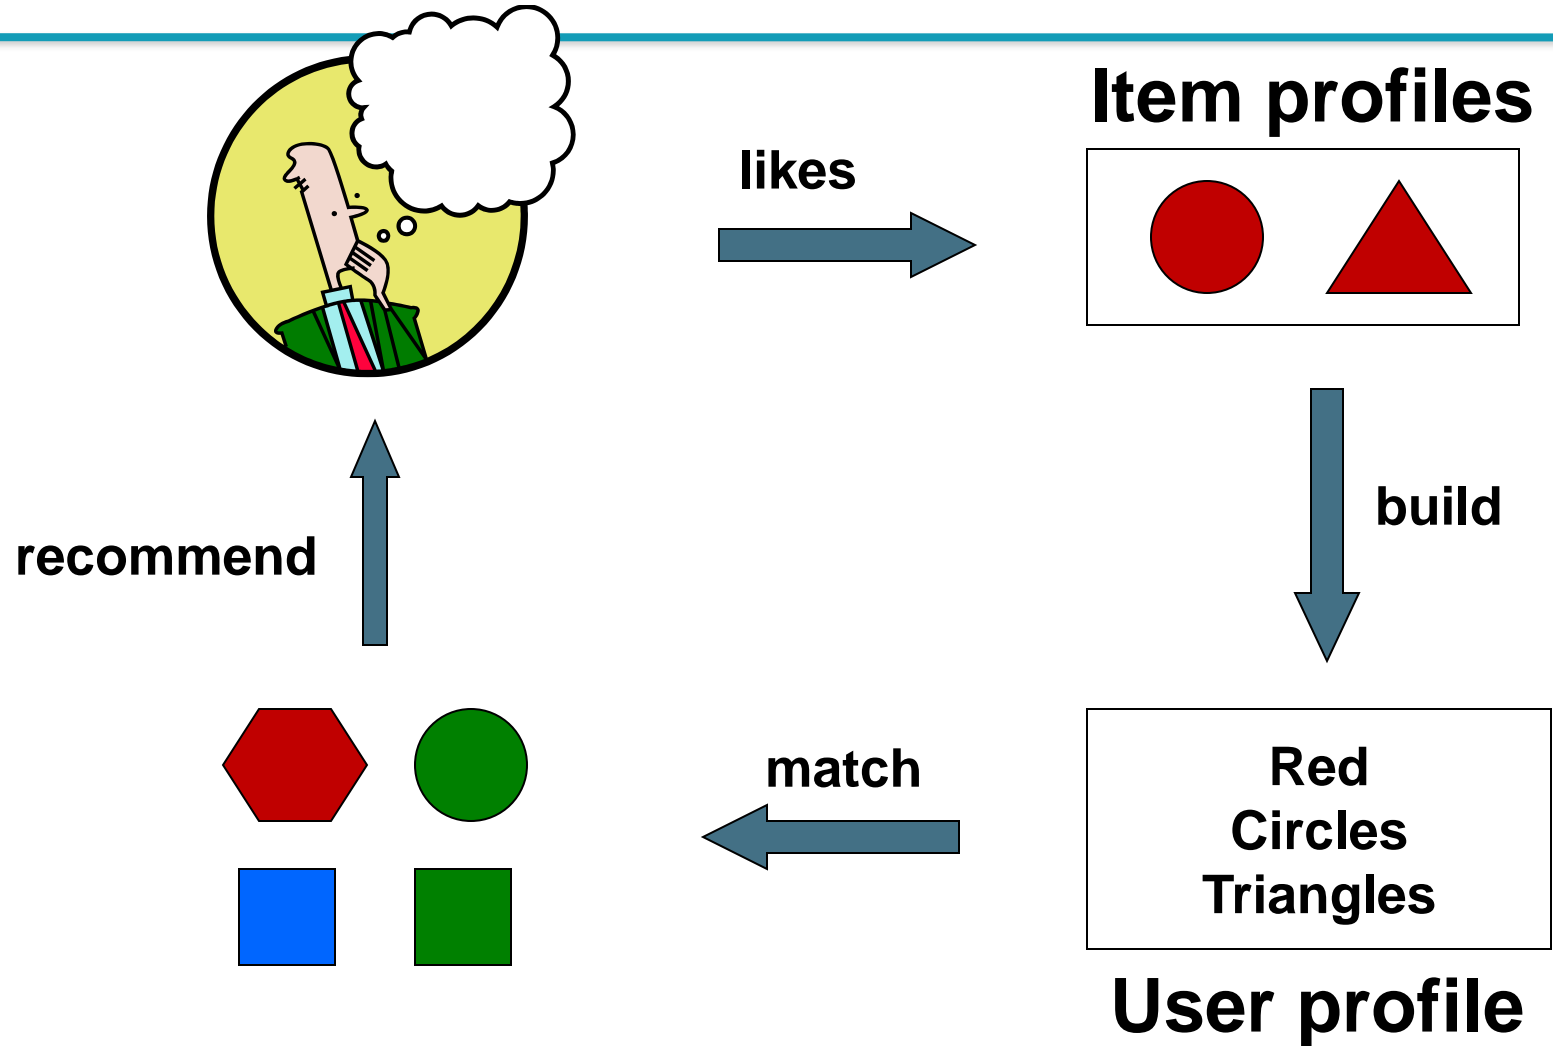 Item profiles
likes
build
recommend
match
Red
Circles
Triangles
User profile